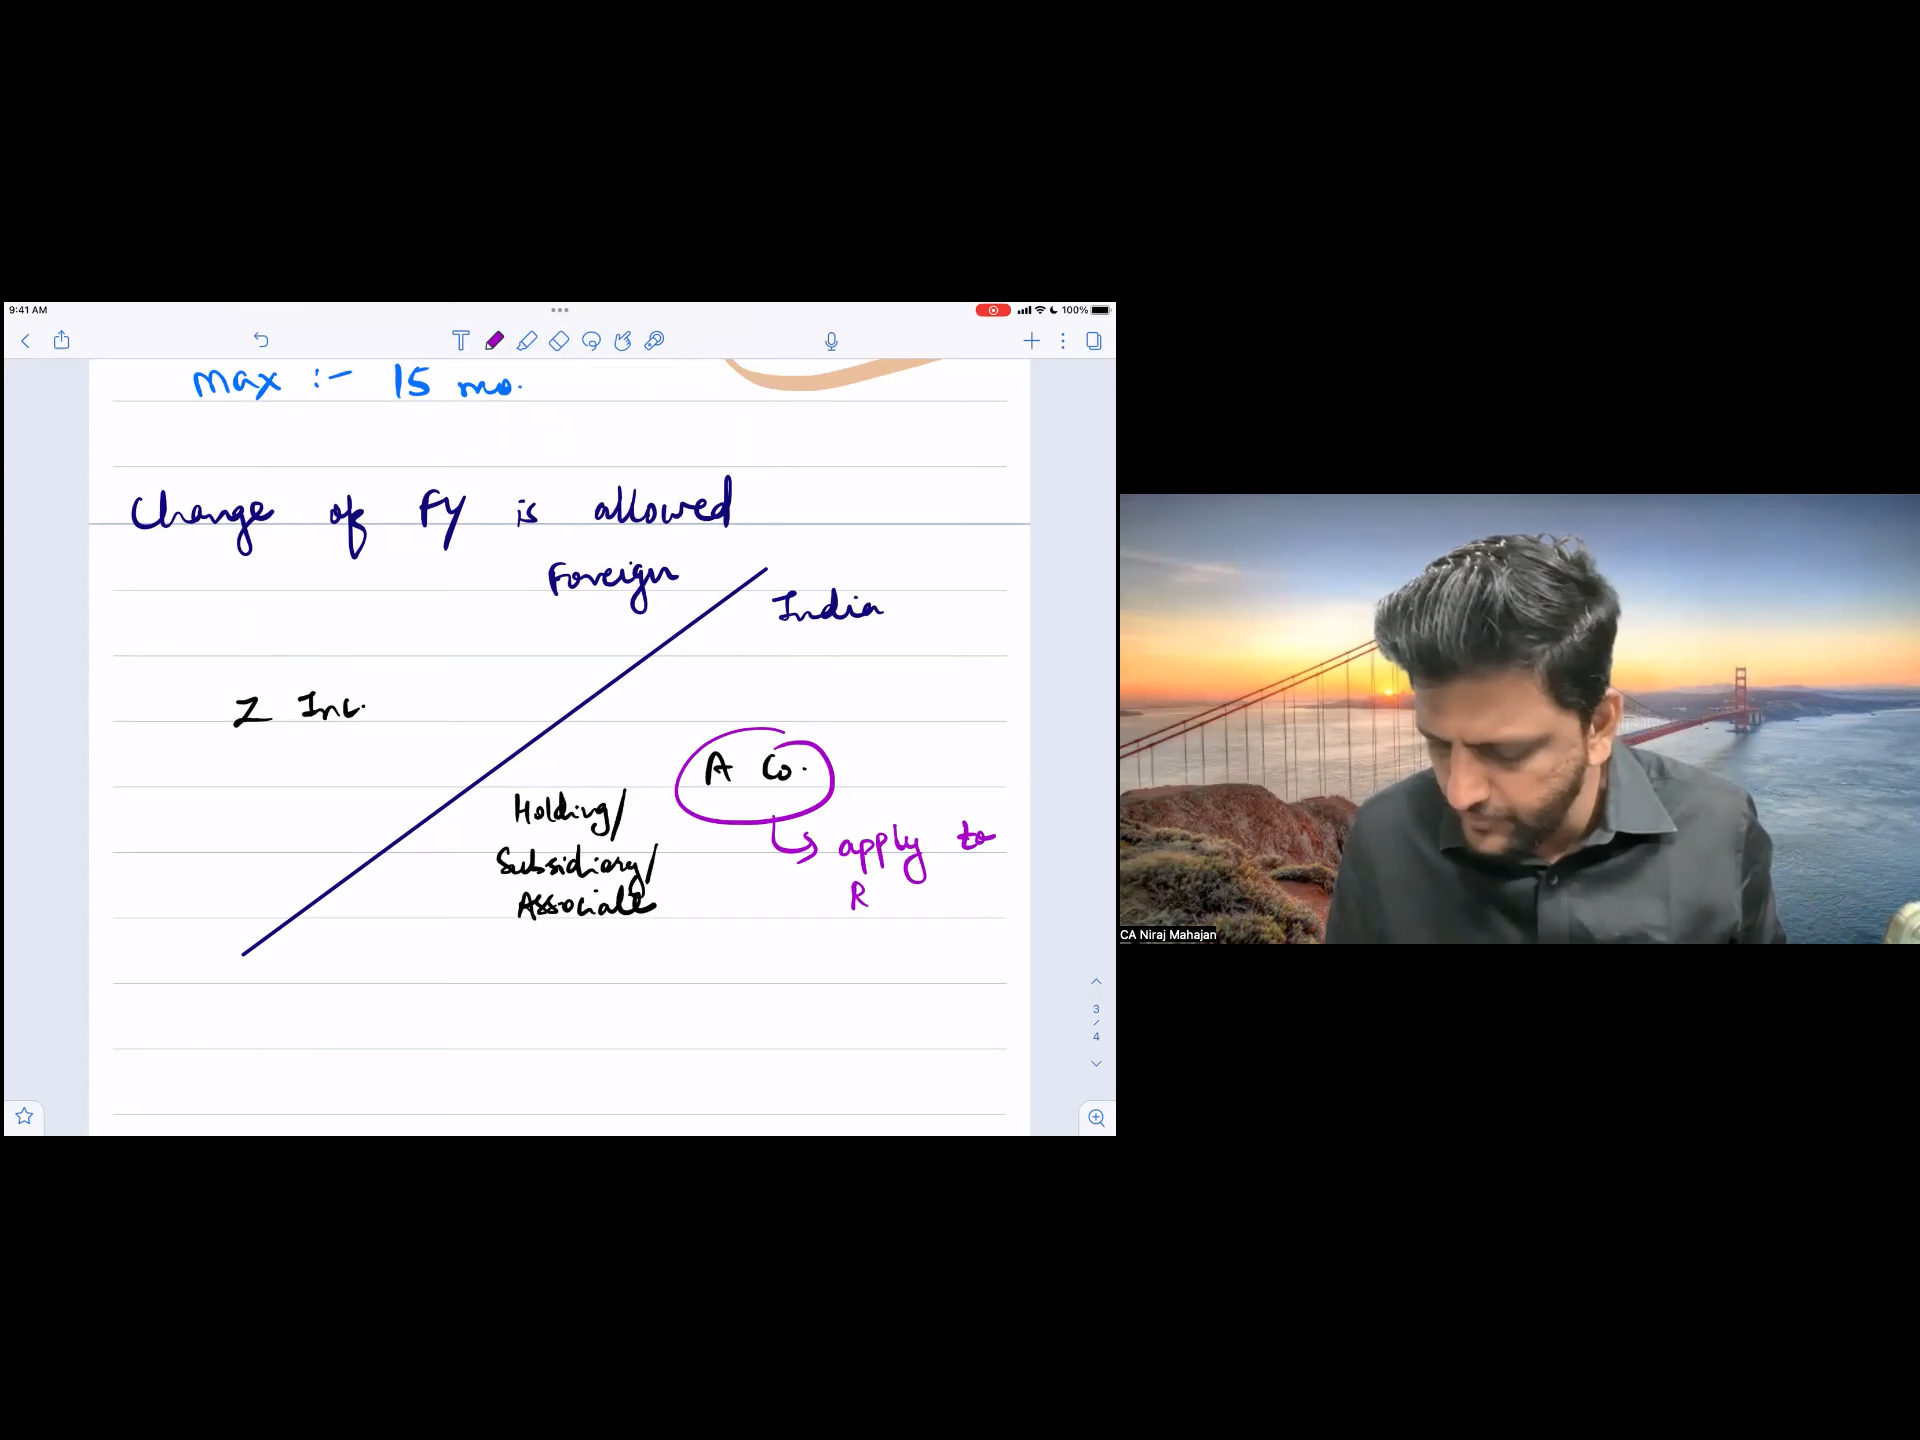 9:41 AM
100%
max :- 15 mo.
Change of FY is allowed
Foreign
India
Z Inc.
A Co.
Holding/
Subsidiary/
Associate
apply to
R
3
/
4
CA Niraj Mahajan